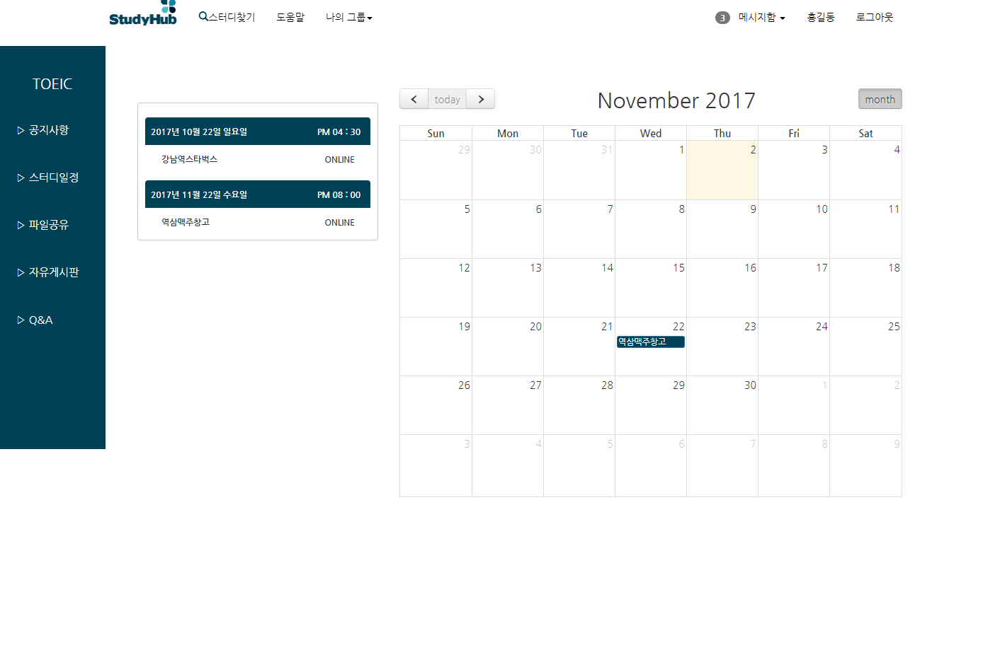 StudyHub 스터디찾기 도움말 나의 그룹 3 메시지함 홍길동 로그아웃
TOEIC
▷ 공지사항
▷ 스터디일정
▷ 파일공유
▷ 자유게시판
▷ Q&A
2017년 10월 22일 일요일 PM 04 : 30
강남역스타벅스 ONLINE
2017년 11월 22일 수요일 PM 08 : 00
역삼맥주창고 ONLINE
today November 2017 month
Sun Mon Tue Wed Thu Fri Sat
29 30 31 1 2 3 4
5 6 7 8 9 10 11
12 13 14 15 16 17 18
19 20 21 22 23 24 25
역삼맥주창고
26 27 28 29 30 1 2
3 4 5 6 7 8 9